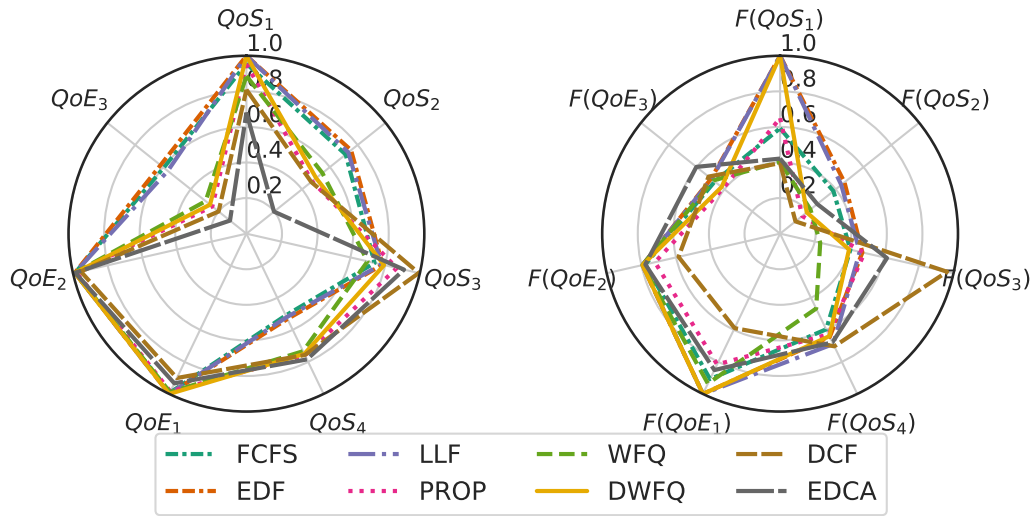 QoS₁
1.0
0.8
0.6
0.4
0.2
QoS₂
QoS₃
QoS₄
QoE₁
QoE₂
QoE₃
F(QoS₁)
1.0
0.8
0.6
0.4
0.2
F(QoS₂)
F(QoS₃)
F(QoS₄)
F(QoE₁)
F(QoE₂)
F(QoE₃)
FCFS LLF WFQ DCF
EDF PROP DWFQ EDCA